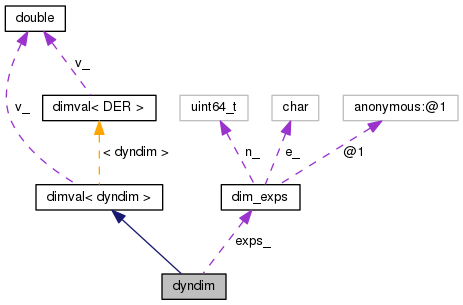 double
v_
dimval< DER >
uint64_t
char
anonymous:@1
v_
< dyndim >
n_
e_
@1
dimval< dyndim >
dim_exps
exps_
dyndim